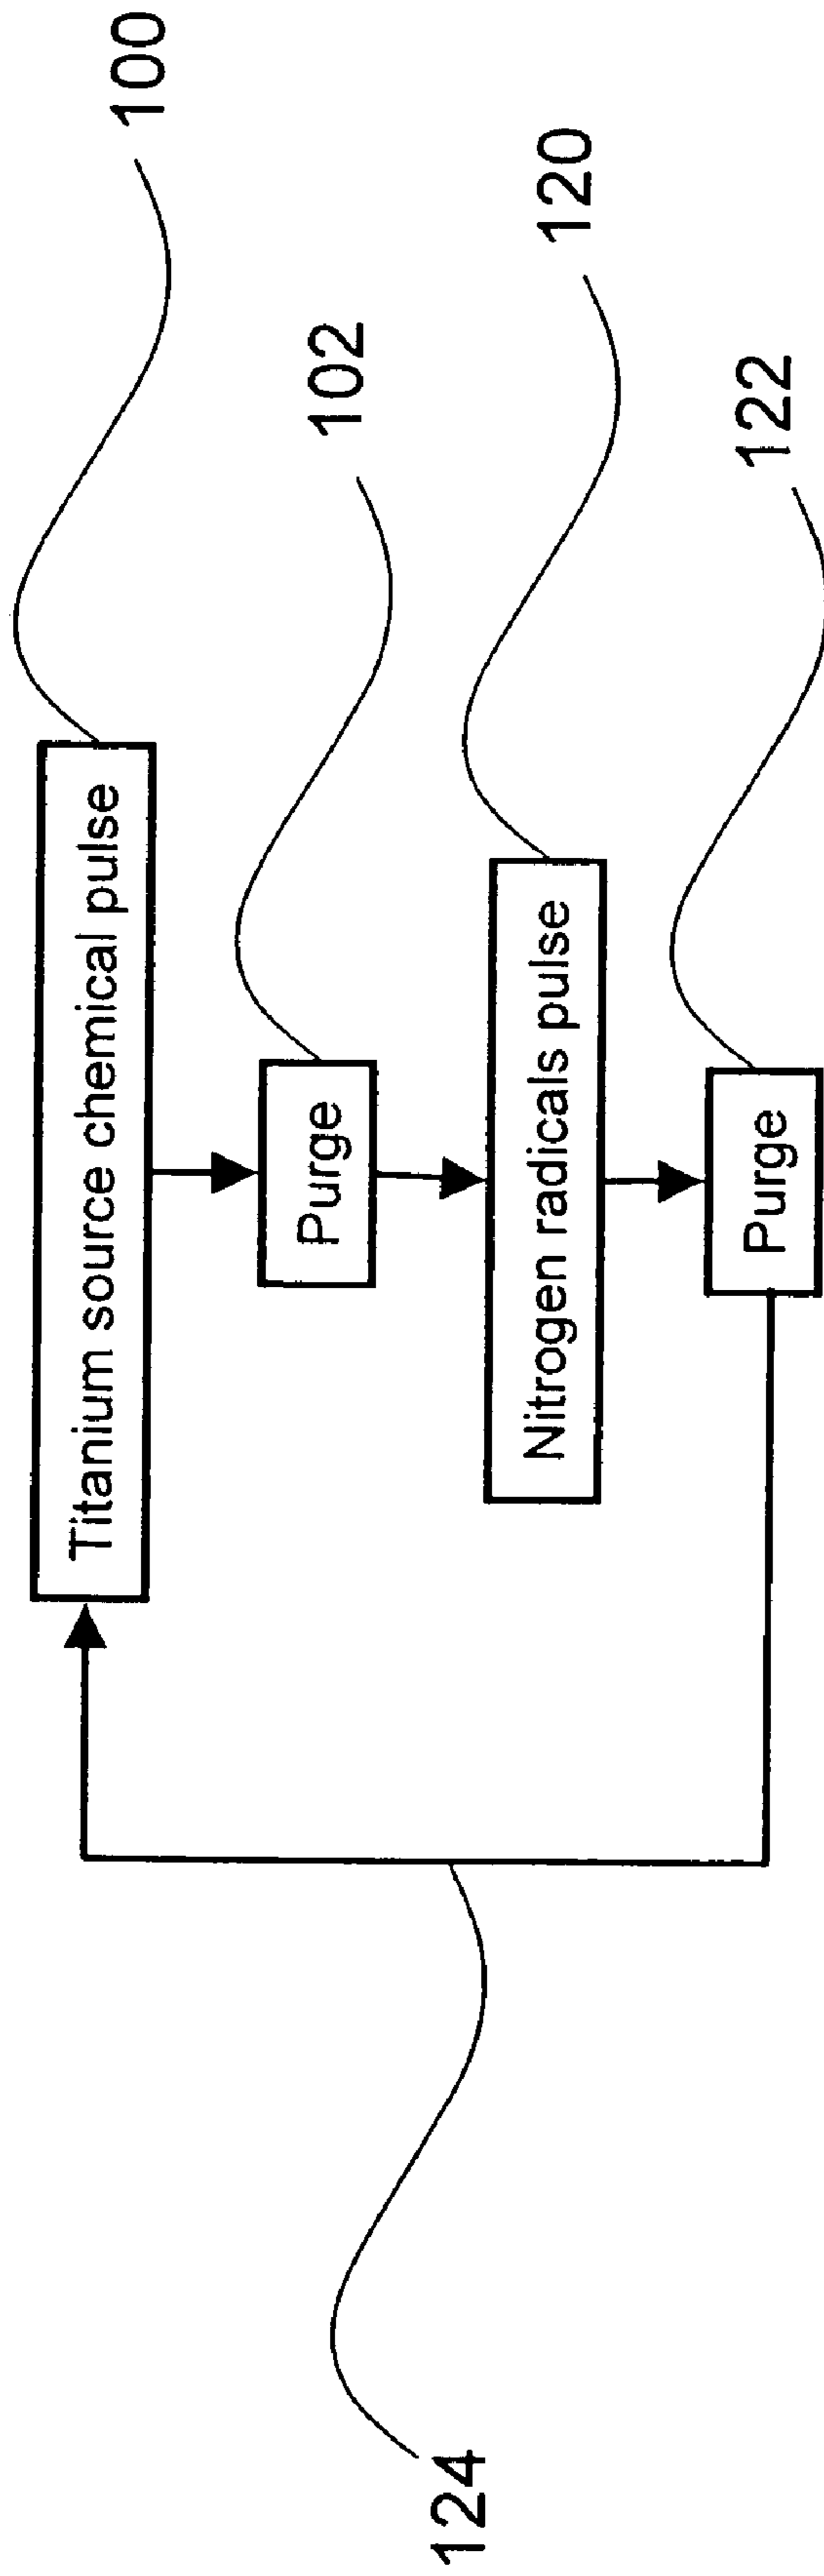 Titanium source chemical pulse
100
Purge
102
Nitrogen radicals pulse
120
Purge
122
124